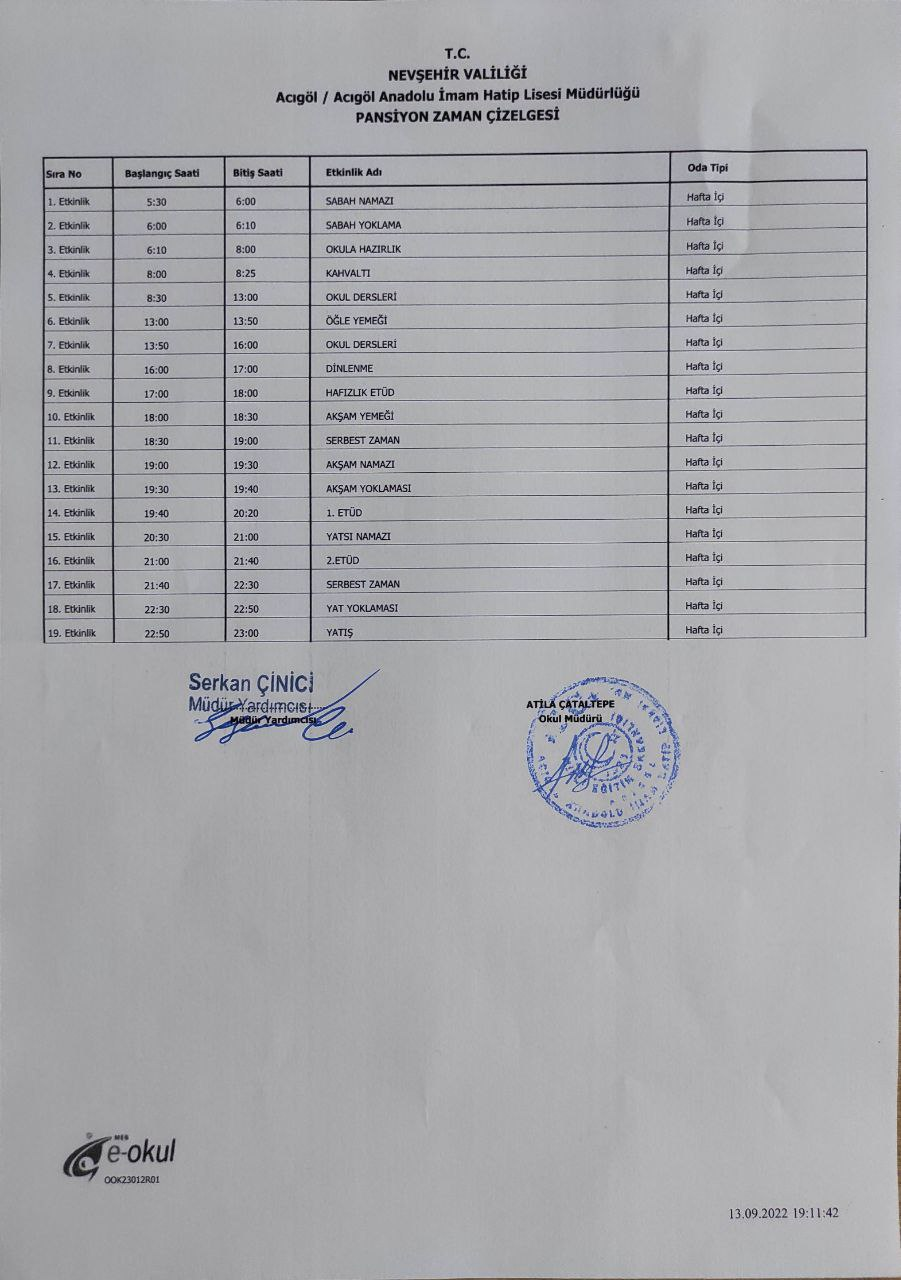 T.C.
NEVŞEHİR VALİLİĞİ
Acıgöl / Acıgöl Anadolu İmam Hatip Lisesi Müdürlüğü
PANSİYON ZAMAN ÇİZELGESİ
Sıra No Başlangıç Saati Bitiş Saati Etkinlik Adı Oda Tipi
1. Etkinlik 5:30 6:00 SABAH NAMAZI Hafta İçi
2. Etkinlik 6:00 6:10 SABAH YOKLAMA Hafta İçi
3. Etkinlik 6:10 8:00 OKULA HAZIRLIK Hafta İçi
4. Etkinlik 8:00 8:25 KAHVALTI Hafta İçi
5. Etkinlik 8:30 13:00 OKUL DERSLERİ Hafta İçi
6. Etkinlik 13:00 13:50 ÖĞLE YEMEĞİ Hafta İçi
7. Etkinlik 13:50 16:00 OKUL DERSLERİ Hafta İçi
8. Etkinlik 16:00 17:00 DİNLENME Hafta İçi
9. Etkinlik 17:00 18:00 HAFIZLIK ETÜD Hafta İçi
10. Etkinlik 18:00 18:30 AKŞAM YEMEĞİ Hafta İçi
11. Etkinlik 18:30 19:00 SERBEST ZAMAN Hafta İçi
12. Etkinlik 19:00 19:30 AKŞAM NAMAZI Hafta İçi
13. Etkinlik 19:30 19:40 AKŞAM YOKLAMASI Hafta İçi
14. Etkinlik 19:40 20:20 1. ETÜD Hafta İçi
15. Etkinlik 20:30 21:00 YATSI NAMAZI Hafta İçi
16. Etkinlik 21:00 21:40 2.ETÜD Hafta İçi
17. Etkinlik 21:40 22:30 SERBEST ZAMAN Hafta İçi
18. Etkinlik 22:30 22:50 YAT YOKLAMASI Hafta İçi
19. Etkinlik 22:50 23:00 YATIŞ Hafta İçi
Serkan ÇİNİCİ
Müdür Yardımcısı
Müdür Yardımcısı
ATİLA ÇATALTEPE
Okul Müdürü
MEB
e-okul
OOK23012R01
13.09.2022 19:11:42